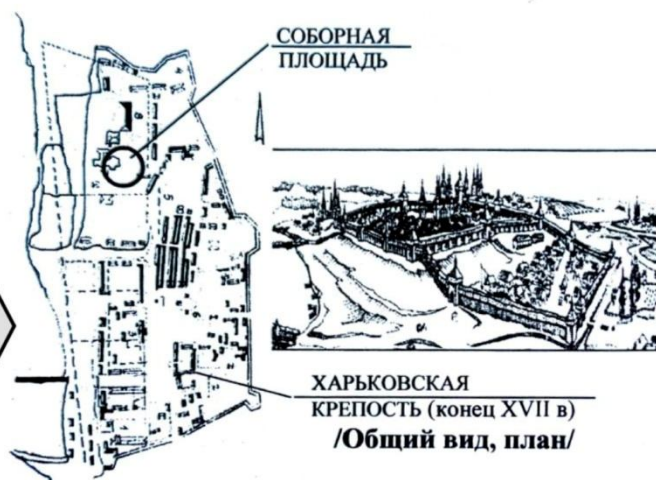 СОБОРНАЯ
ПЛОЩАДЬ
ХАРЬКОВСКАЯ
КРЕПОСТЬ (конец XVII в)
/Общий вид, план/